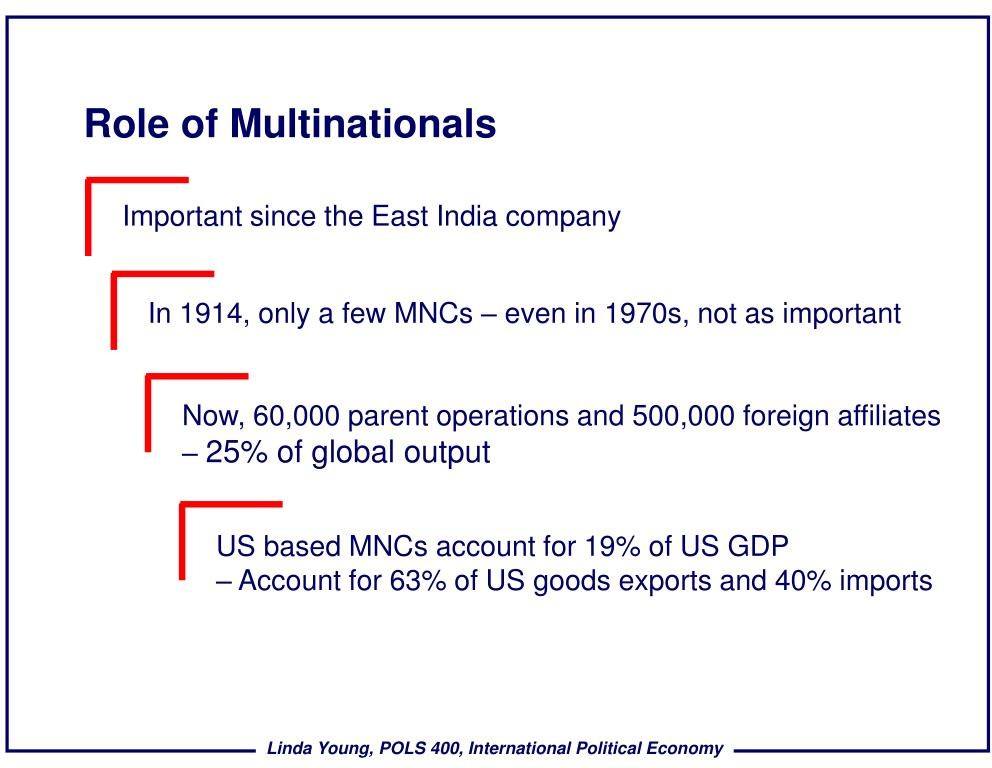 Role of Multinationals
Important since the East India company
In 1914, only a few MNCs – even in 1970s, not as important
Now, 60,000 parent operations and 500,000 foreign affiliates
– 25% of global output
US based MNCs account for 19% of US GDP
– Account for 63% of US goods exports and 40% imports
Linda Young, POLS 400, International Political Economy